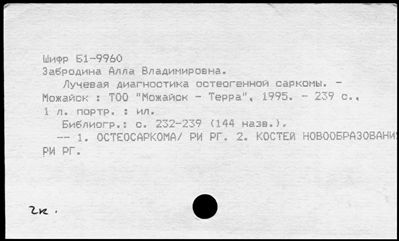 Шифр Б1-9960
Забродина Алла Владимировна.
Лучевая диагностика остеогенной саркомы. -
Можайск : ТОО "Можайск - Терра", 1995. - 239 с.,
1 л. портр. : ил.
Библиогр.: с. 232-239 (144 назв.).
-- 1. ОСТЕОСАРКОМА/ РИ РГ. 2. КОСТЕЙ НОВООБРАЗОВАНИ
РИ РГ.
2к.